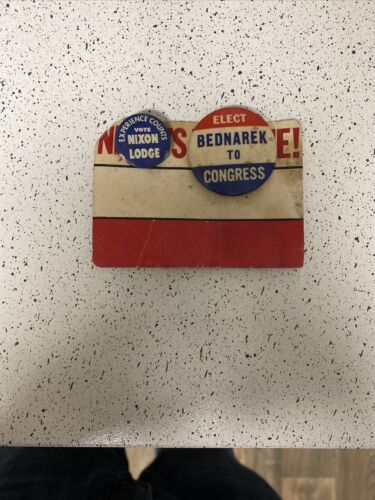 EXPERIENCE COUNTS
VOTE
NIXON
LODGE
ELECT
BEDNAREK
TO
CONGRESS
N 'S E!